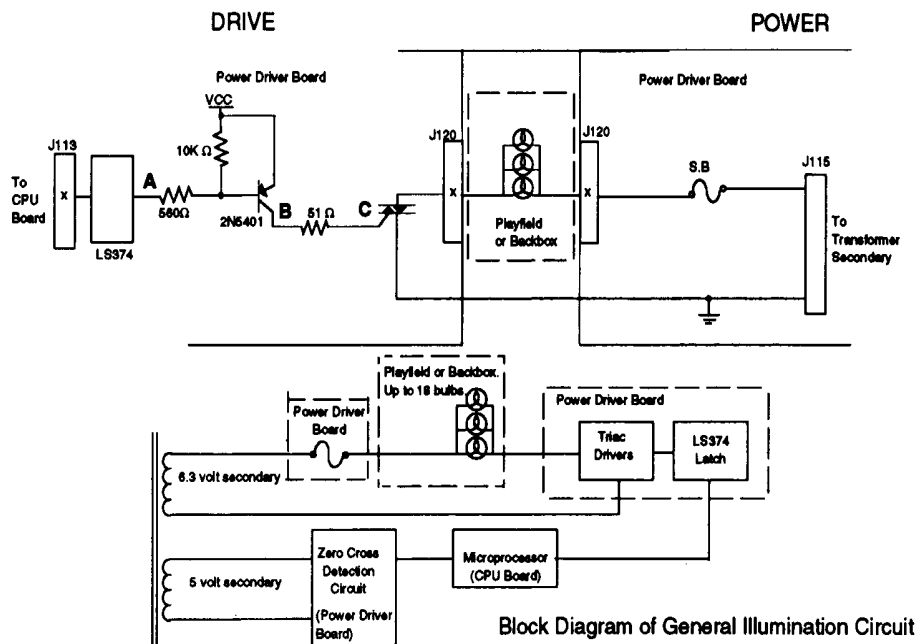 DRIVE
POWER
Power Driver Board
Power Driver Board
VCC
J113
10K Ω
J120
J120
S.B
J115
To
CPU
Board
x
A
560Ω
2N5401
B
51 Ω
C
x
x
LS374
Playfield
or Backbox
To
Transformer
Secondary
Playfield or Backbox.
Up to 18 bulbs
Power Driver
Board
Power Driver Board
Triac
Drivers
LS374
Latch
6.3 volt secondary
5 volt secondary
Zero Cross
Detection
Circuit
(Power Driver
Board)
Microprocessor
(CPU Board)
Block Diagram of General Illumination Circuit